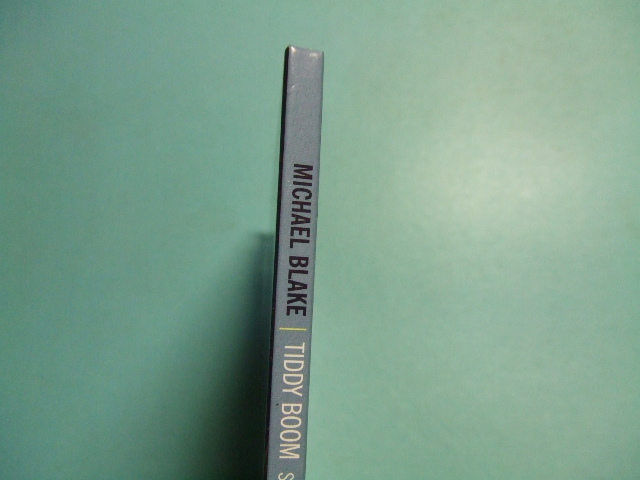 MICHAEL BLAKE | TIDDY BOOM S